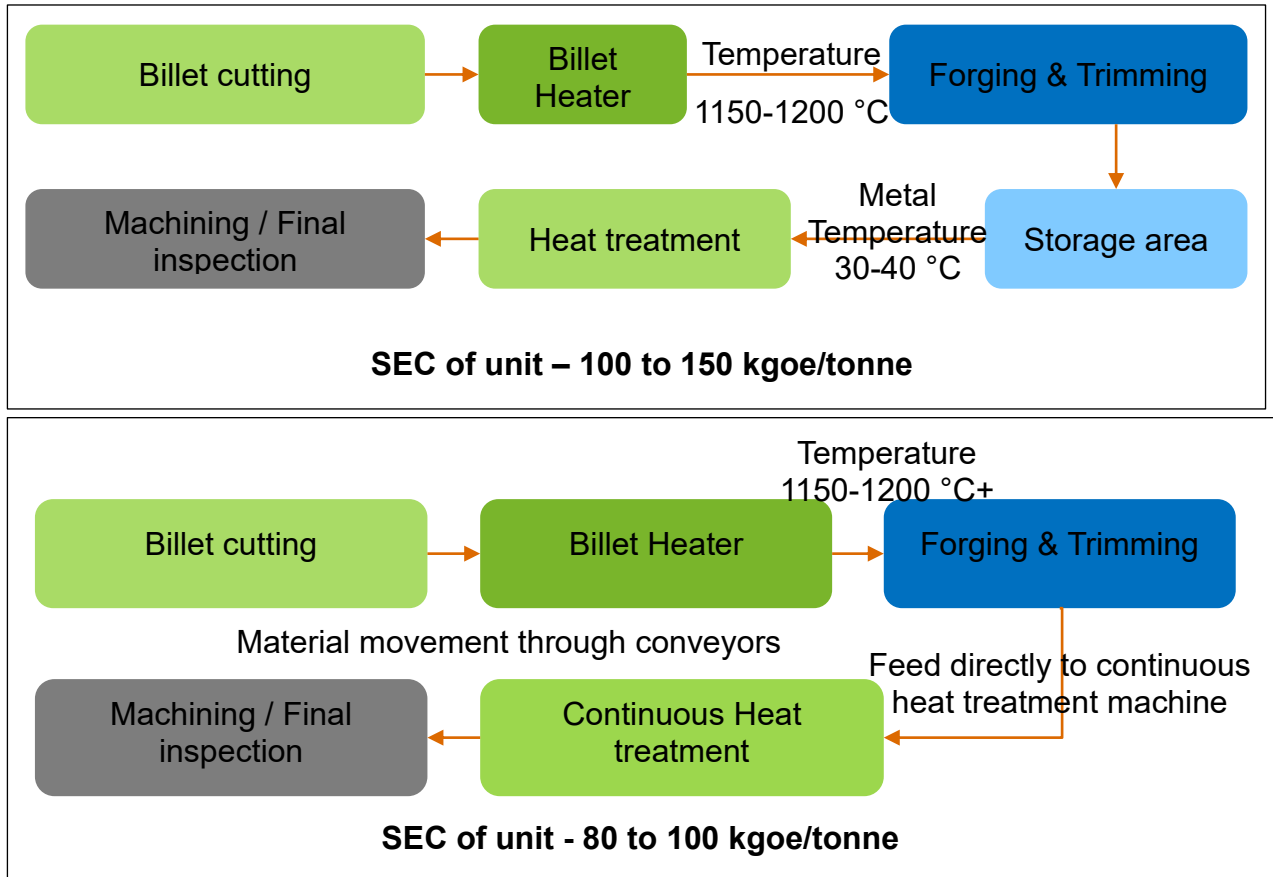 Billet cutting
Billet
Heater
Temperature
1150-1200 °C
Forging & Trimming
Machining / Final
inspection
Heat treatment
Metal
Temperature
30-40 °C
Storage area
SEC of unit – 100 to 150 kgoe/tonne
Temperature
1150-1200 °C+
Billet cutting
Billet Heater
Forging & Trimming
Material movement through conveyors
Feed directly to continuous
heat treatment machine
Machining / Final
inspection
Continuous Heat
treatment
SEC of unit - 80 to 100 kgoe/tonne